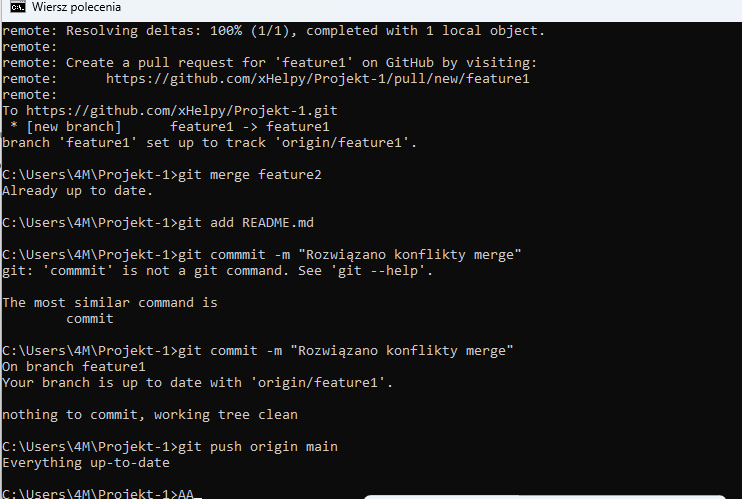 Wiersz polecenia
remote: Resolving deltas: 100% (1/1), completed with 1 local object.
remote:
remote: Create a pull request for 'feature1' on GitHub by visiting:
remote:      https://github.com/xHelpy/Projekt-1/pull/new/feature1
remote:
To https://github.com/xHelpy/Projekt-1.git
 * [new branch]      feature1 -> feature1
branch 'feature1' set up to track 'origin/feature1'.
C:\Users\4M\Projekt-1>git merge feature2
Already up to date.
C:\Users\4M\Projekt-1>git add README.md
C:\Users\4M\Projekt-1>git commmit -m "Rozwiązano konflikty merge"
git: 'commmit' is not a git command. See 'git --help'.
The most similar command is
        commit
C:\Users\4M\Projekt-1>git commit -m "Rozwiązano konflikty merge"
On branch feature1
Your branch is up to date with 'origin/feature1'.
nothing to commit, working tree clean
C:\Users\4M\Projekt-1>git push origin main
Everything up-to-date
C:\Users\4M\Projekt-1>AA_